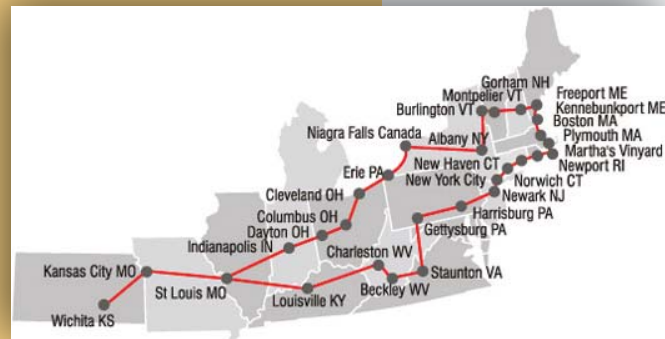 Gorham NH
Montpelier VT
Freeport ME
Burlington VT
Kennebunkport ME
Boston MA
Niagra Falls Canada
Albany NY
Plymouth MA
Martha's Vinyard
New Haven CT
Newport RI
Erie PA
New York City
Norwich CT
Cleveland OH
Newark NJ
Columbus OH
Harrisburg PA
Dayton OH
Gettysburg PA
Indianapolis IN
Charleston WV
Kansas City MO
Staunton VA
St Louis MO
Beckley WV
Louisville KY
Wichita KS